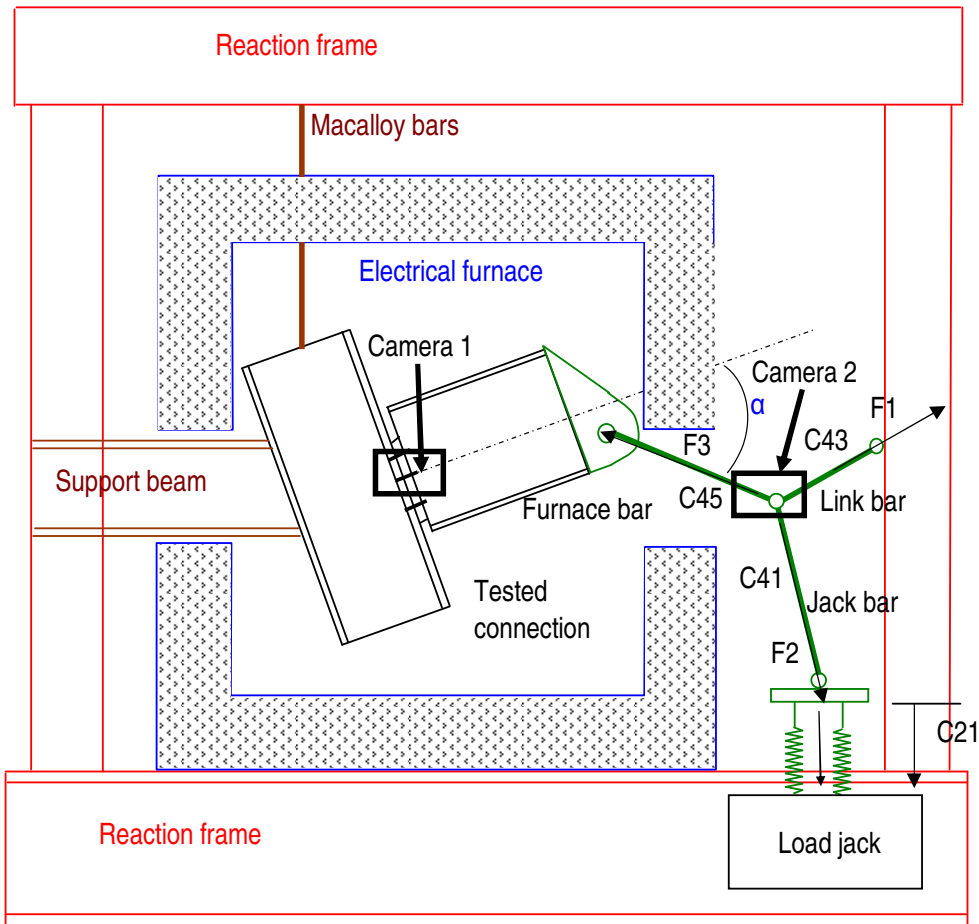 Reaction frame
Macalloy bars
Electrical furnace
Camera 1
Camera 2
α
F1
F3
C43
Support beam
C45
Link bar
Furnace bar
C41
Tested
connection
Jack bar
F2
C21
Reaction frame
Load jack